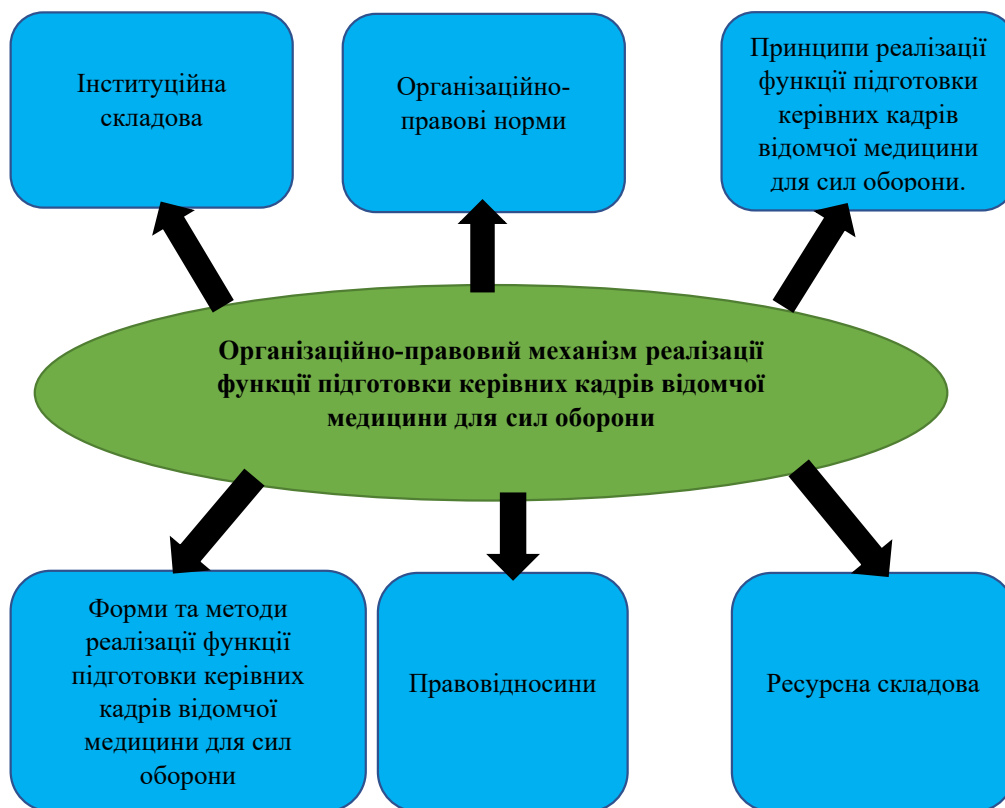 Інституційна
складова
Організаційно-
правові норми
Принципи реалізації
функції підготовки
керівних кадрів
відомчої медицини
для сил оборони.
Організаційно-правовий механізм реалізації
функції підготовки керівних кадрів відомчої
медицини для сил оборони
Форми та методи
реалізації функції
підготовки керівних
кадрів відомчої
медицини для сил
оборони
Правовідносини
Ресурсна складова